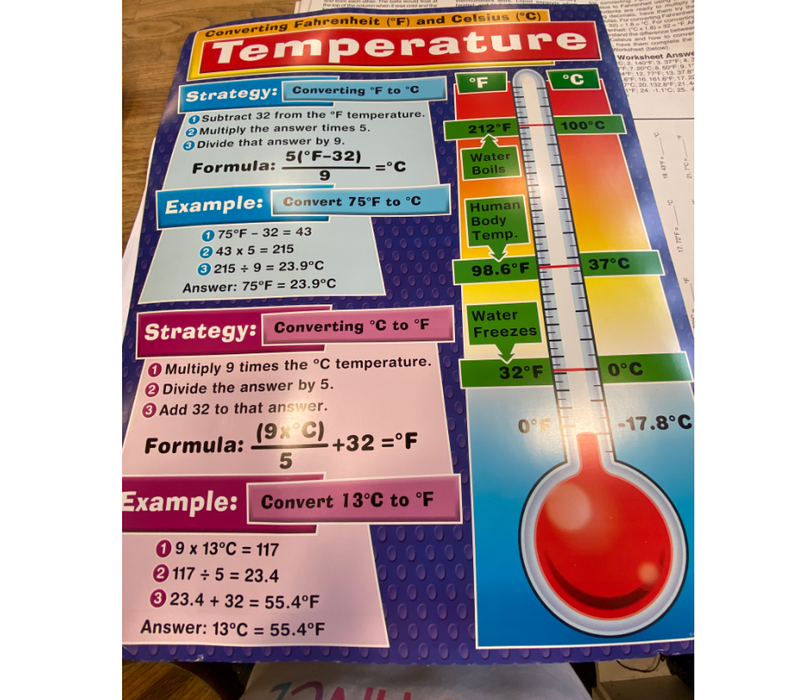 Converting Fahrenheit (°F) and Celsius (°C)
Temperature
Strategy: Converting °F to °C
1 Subtract 32 from the °F temperature.
2 Multiply the answer times 5.
3 Divide that answer by 9.
Formula: 5(°F–32)
9
=°C
Example: Convert 75°F to °C
1 75°F – 32 = 43
2 43 x 5 = 215
3 215 ÷ 9 = 23.9°C
Answer: 75°F = 23.9°C
Strategy: Converting °C to °F
1 Multiply 9 times the °C temperature.
2 Divide the answer by 5.
3 Add 32 to that answer.
Formula: (9x°C)
5
+32 =°F
Example: Convert 13°C to °F
1 9 x 13°C = 117
2 117 ÷ 5 = 23.4
3 23.4 + 32 = 55.4°F
Answer: 13°C = 55.4°F
°F °C
212°F 100°C
Water
Boils
Human
Body
Temp.
98.6°F 37°C
Water
Freezes
32°F 0°C
0°F -17.8°C
Worksheet